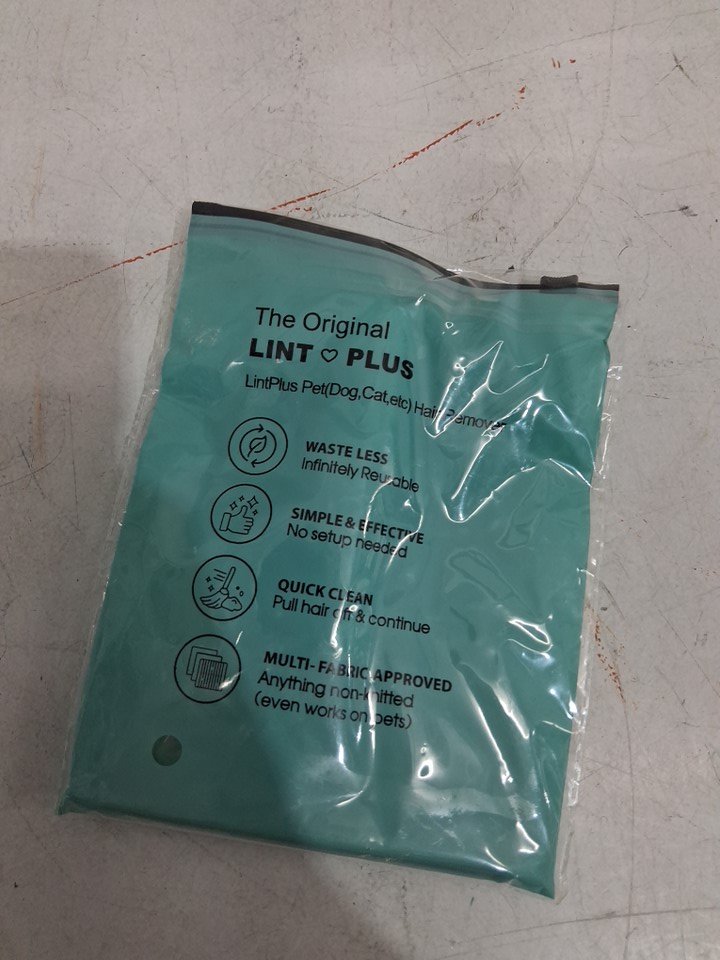 The Original
LINT ♡ PLUS
LintPlus Pet(Dog,Cat,etc) Hair Remover
WASTE LESS
Infinitely Reusable
SIMPLE & EFFECTIVE
No setup needed
QUICK CLEAN
Pull hair off & continue
MULTI- FABRIC APPROVED
Anything non-knitted
(even works on pets)